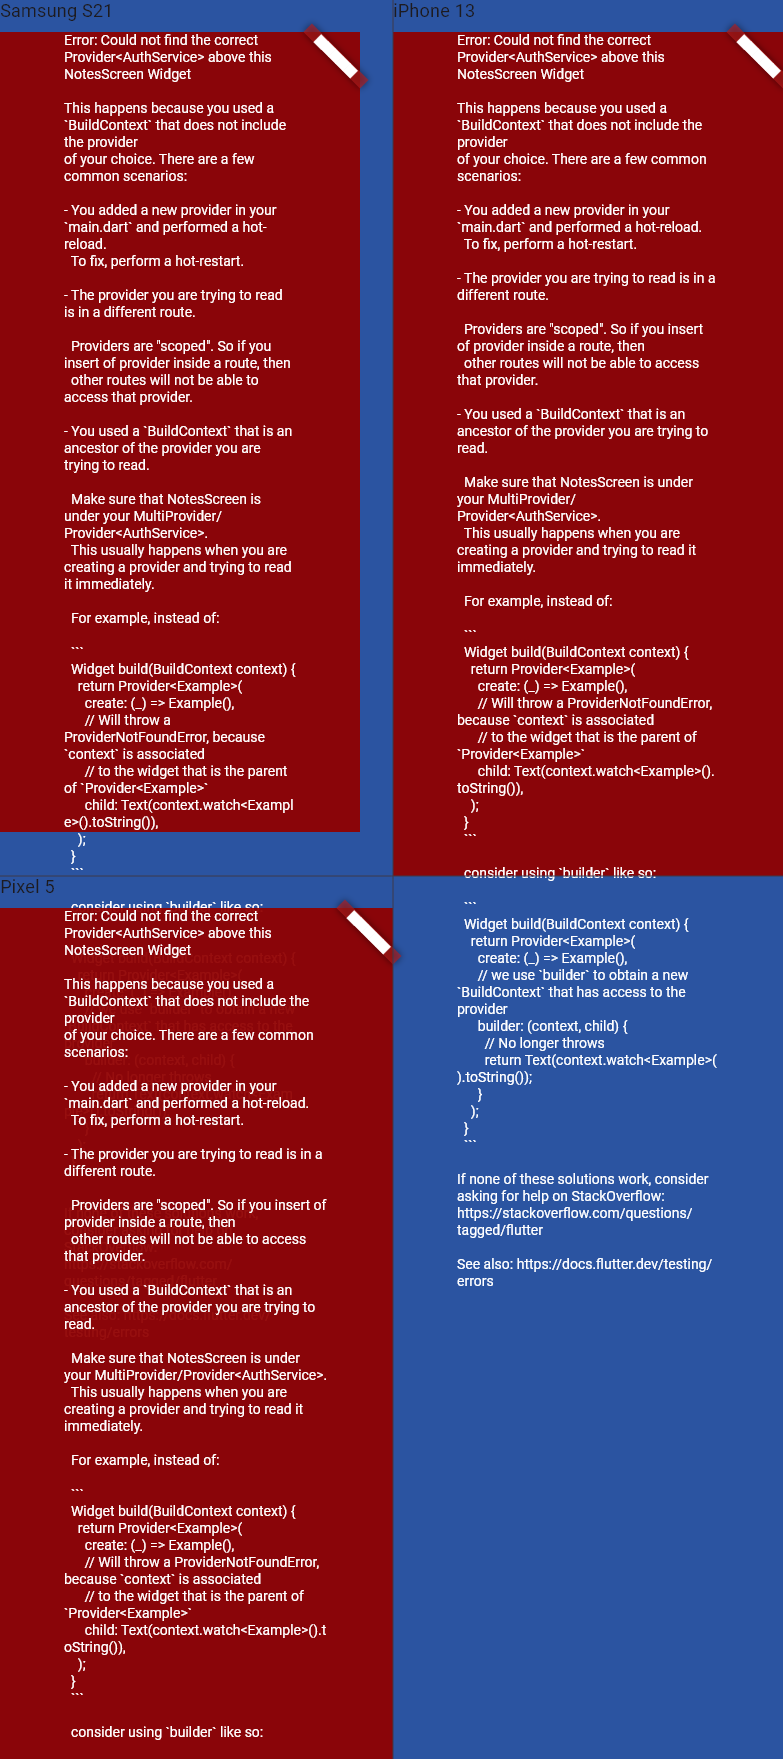 Samsung S21
Error: Could not find the correct
Provider<AuthService> above this
NotesScreen Widget
This happens because you used a
`BuildContext` that does not include
the provider
of your choice. There are a few
common scenarios:
- You added a new provider in your
`main.dart` and performed a hot-
reload.
To fix, perform a hot-restart.
- The provider you are trying to read
is in a different route.
Providers are "scoped". So if you
insert of provider inside a route, then
other routes will not be able to
access that provider.
- You used a `BuildContext` that is an
ancestor of the provider you are
trying to read.
Make sure that NotesScreen is
under your MultiProvider/
Provider<AuthService>.
This usually happens when you are
creating a provider and trying to read
it immediately.
For example, instead of:
```
Widget build(BuildContext context) {
return Provider<Example>(
create: (_) => Example(),
// Will throw a
ProviderNotFoundError, because
`context` is associated
// to the widget that is the parent
of `Provider<Example>`
child: Text(context.watch<Exampl
e>().toString()),
);
}
```
consider using `builder` like so:
iPhone 13
Error: Could not find the correct
Provider<AuthService> above this
NotesScreen Widget
This happens because you used a
`BuildContext` that does not include the
provider
of your choice. There are a few common
scenarios:
- You added a new provider in your
`main.dart` and performed a hot-reload.
To fix, perform a hot-restart.
- The provider you are trying to read is in a
different route.
Providers are "scoped". So if you insert
of provider inside a route, then
other routes will not be able to access
that provider.
- You used a `BuildContext` that is an
ancestor of the provider you are trying to
read.
Make sure that NotesScreen is under
your MultiProvider/
Provider<AuthService>.
This usually happens when you are
creating a provider and trying to read it
immediately.
For example, instead of:
```
Widget build(BuildContext context) {
return Provider<Example>(
create: (_) => Example(),
// Will throw a ProviderNotFoundError,
because `context` is associated
// to the widget that is the parent of
`Provider<Example>`
child: Text(context.watch<Example>().
toString()),
);
}
```
consider using `builder` like so:
```
Widget build(BuildContext context) {
return Provider<Example>(
create: (_) => Example(),
// we use `builder` to obtain a new
`BuildContext` that has access to the
provider
builder: (context, child) {
// No longer throws
return Text(context.watch<Example>(
).toString());
}
);
}
```
If none of these solutions work, consider
asking for help on StackOverflow:
https://stackoverflow.com/questions/
tagged/flutter
See also: https://docs.flutter.dev/testing/
errors
Pixel 5
Error: Could not find the correct
Provider<AuthService> above this
NotesScreen Widget
This happens because you used a
`BuildContext` that does not include the
provider
of your choice. There are a few common
scenarios:
- You added a new provider in your
`main.dart` and performed a hot-reload.
To fix, perform a hot-restart.
- The provider you are trying to read is in a
different route.
Providers are "scoped". So if you insert of
provider inside a route, then
other routes will not be able to access
that provider.
- You used a `BuildContext` that is an
ancestor of the provider you are trying to
read.
Make sure that NotesScreen is under
your MultiProvider/Provider<AuthService>.
This usually happens when you are
creating a provider and trying to read it
immediately.
For example, instead of:
```
Widget build(BuildContext context) {
return Provider<Example>(
create: (_) => Example(),
// Will throw a ProviderNotFoundError,
because `context` is associated
// to the widget that is the parent of
`Provider<Example>`
child: Text(context.watch<Example>().t
oString()),
);
}
```
consider using `builder` like so: